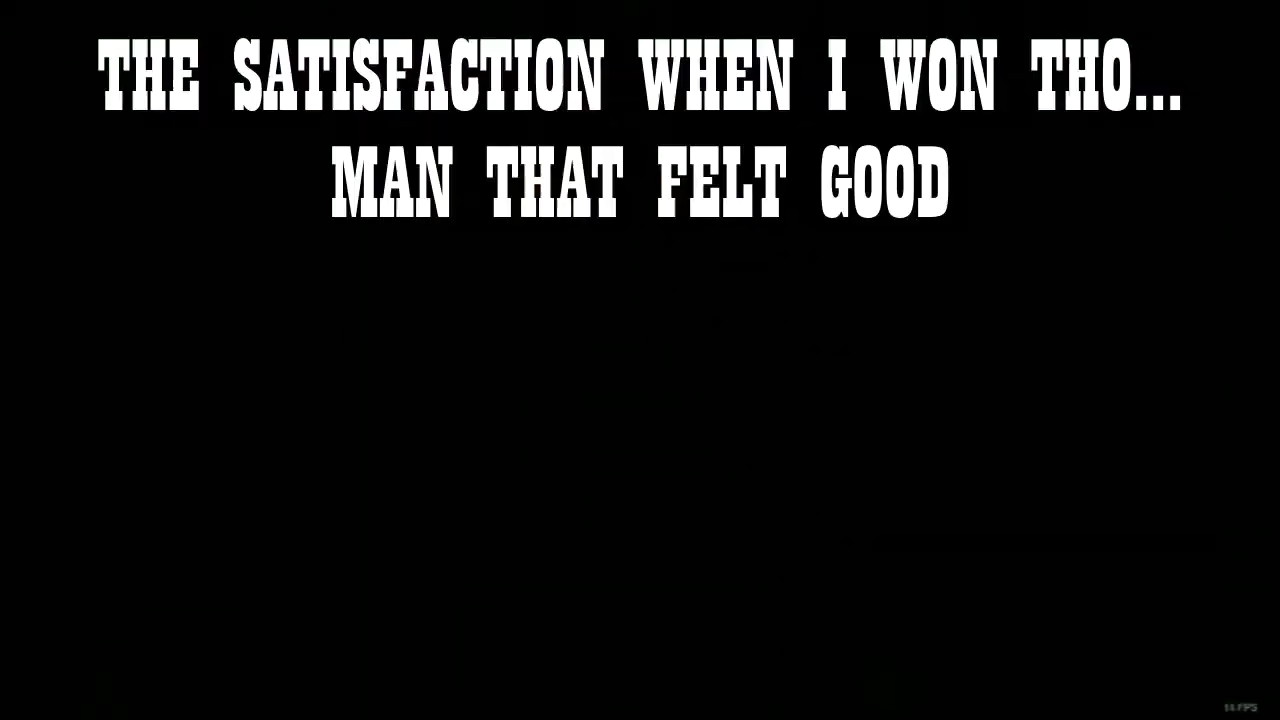 THE SATISFACTION WHEN I WON THO...
MAN THAT FELT GOOD